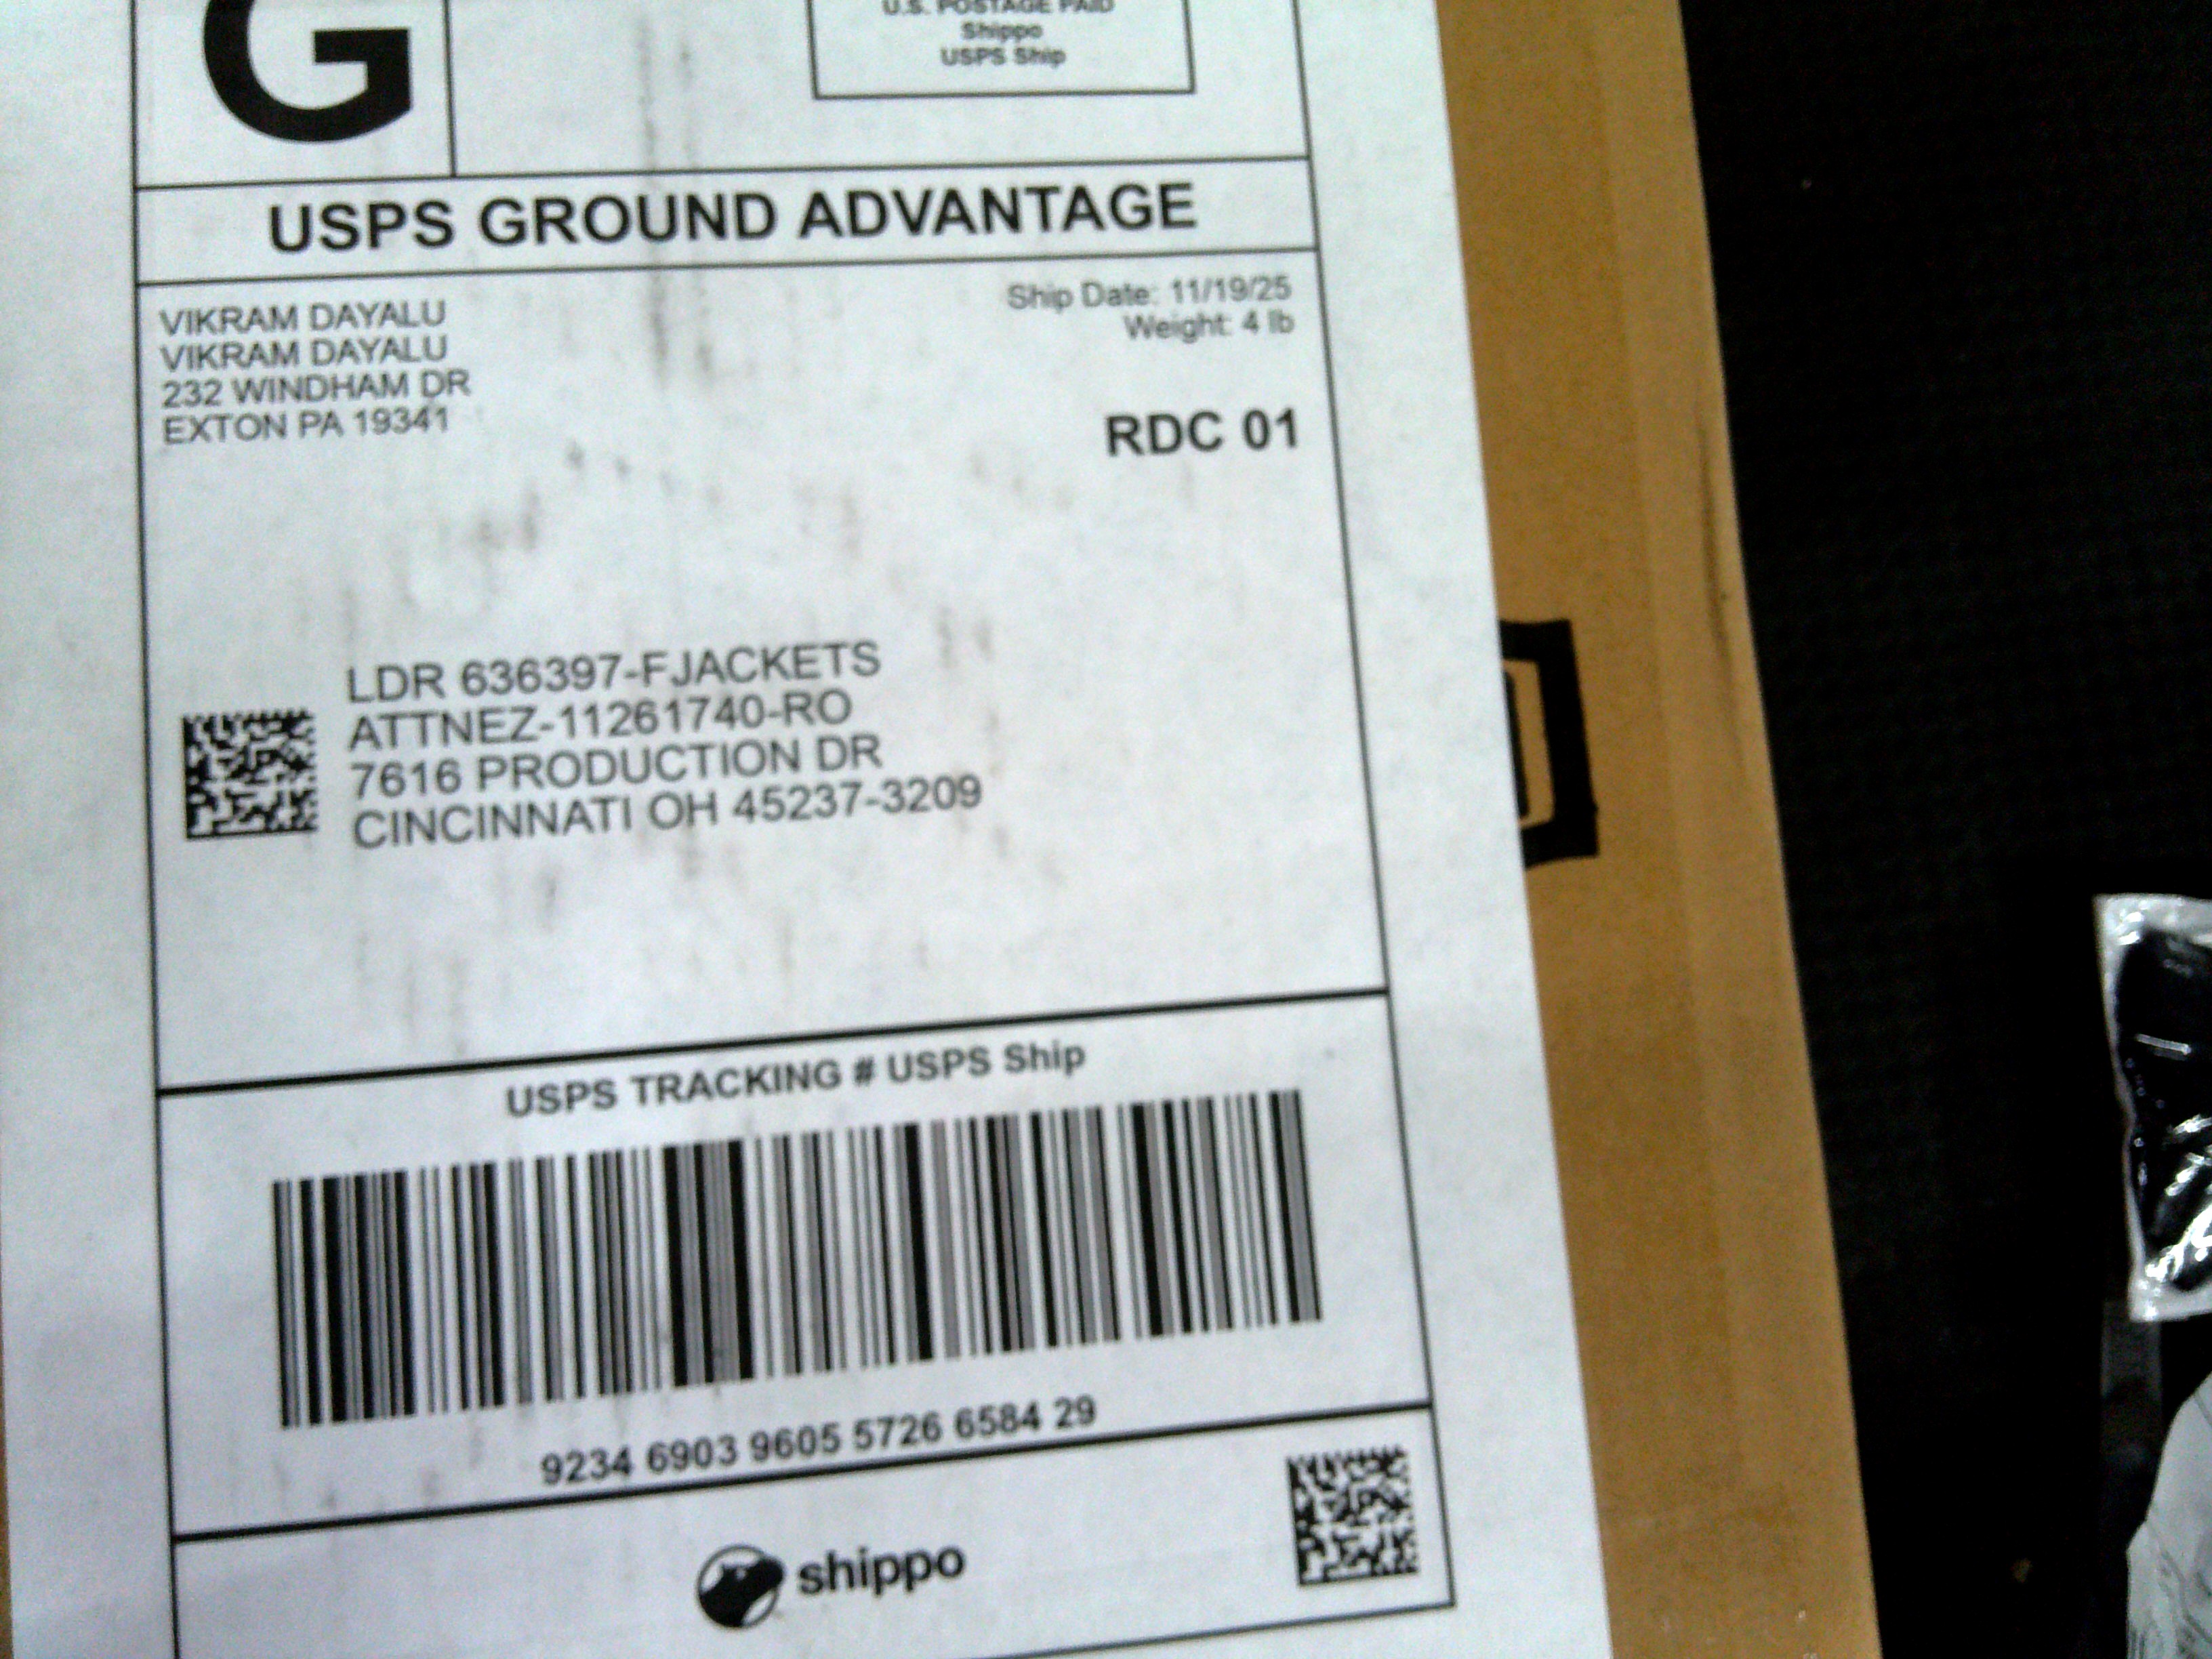 G
U.S. POSTAGE PAID
Shippo
USPS Ship
USPS GROUND ADVANTAGE
Ship Date: 11/19/25
Weight: 4 lb
VIKRAM DAYALU
VIKRAM DAYALU
232 WINDHAM DR
EXTON PA 19341
RDC 01
LDR 636397-FJACKETS
ATTNEZ-11261740-RO
7616 PRODUCTION DR
CINCINNATI OH 45237-3209
USPS TRACKING # USPS Ship
9234 6903 9605 5726 6584 29
shippo